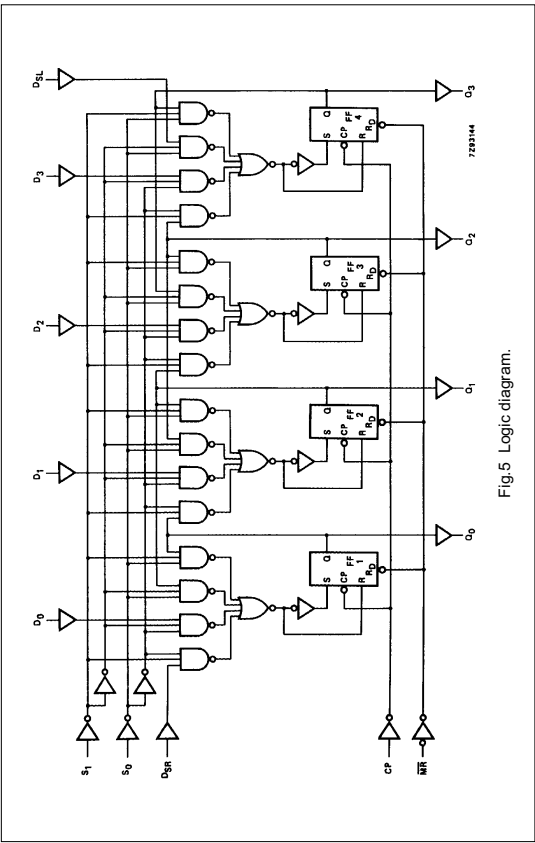 DSL
D3
D2
D1
D0
S1
S0
DSR
CP
MR
Q
S
CP
FF
4
R
RD
Q
S
CP
FF
3
R
RD
Q
S
CP
FF
2
R
RD
Q
S
CP
FF
1
R
RD
Q3
Q2
Q1
Q0
7Z93144
Fig.5 Logic diagram.